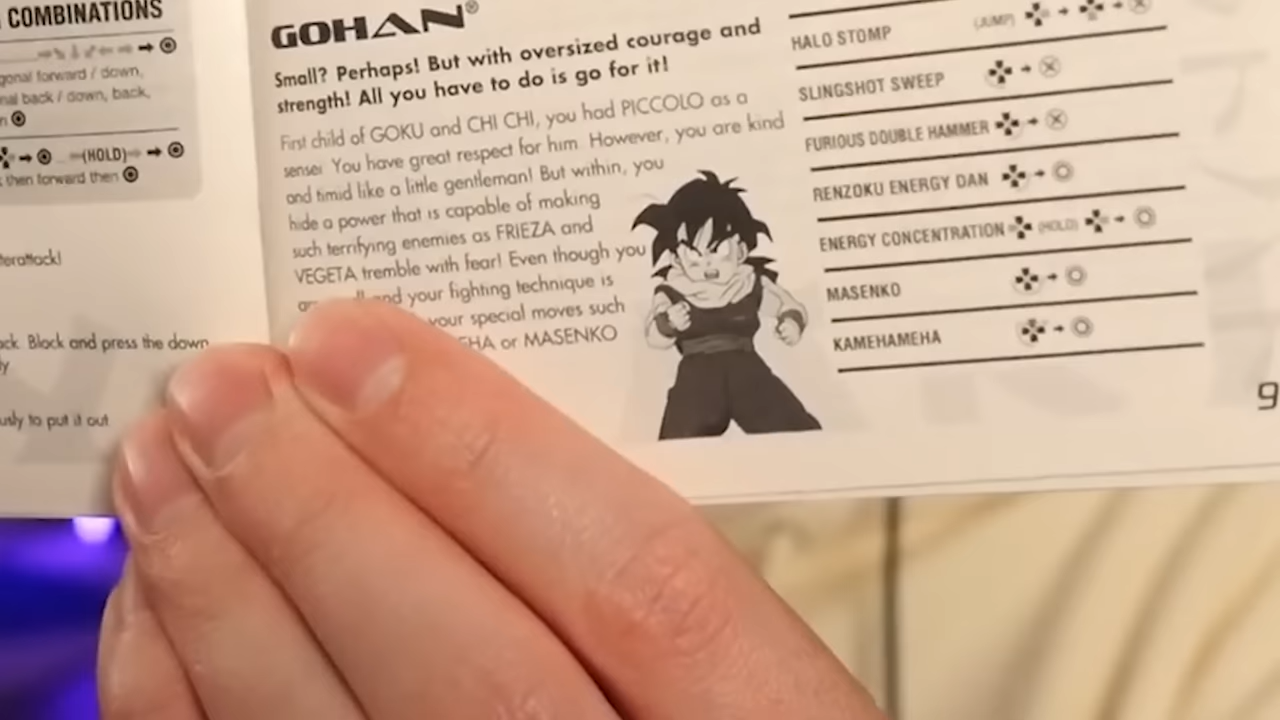 COMBINATIONS
gonal forward / down,
nal back / down, back,
(HOLD)
then forward then
terattack!
ack. Block and press the down
usly to put it out
GOHAN®
Small? Perhaps! But with oversized courage and
strength! All you have to do is go for it!
First child of GOKU and CHI CHI, you had PICCOLO as a
sensei You have great respect for him. However, you are kind
and timid like a little gentleman! But within, you
hide a power that is capable of making
such terrifying enemies as FRIEZA and
VEGETA tremble with fear! Even though you
and your fighting technique is
your special moves such
HA or MASENKO
(JUMP)
HALO STOMP
SLINGSHOT SWEEP
FURIOUS DOUBLE HAMMER
RENZOKU ENERGY DAN
ENERGY CONCENTRATION (HOLD)
MASENKO
KAMEHAMEHA
9